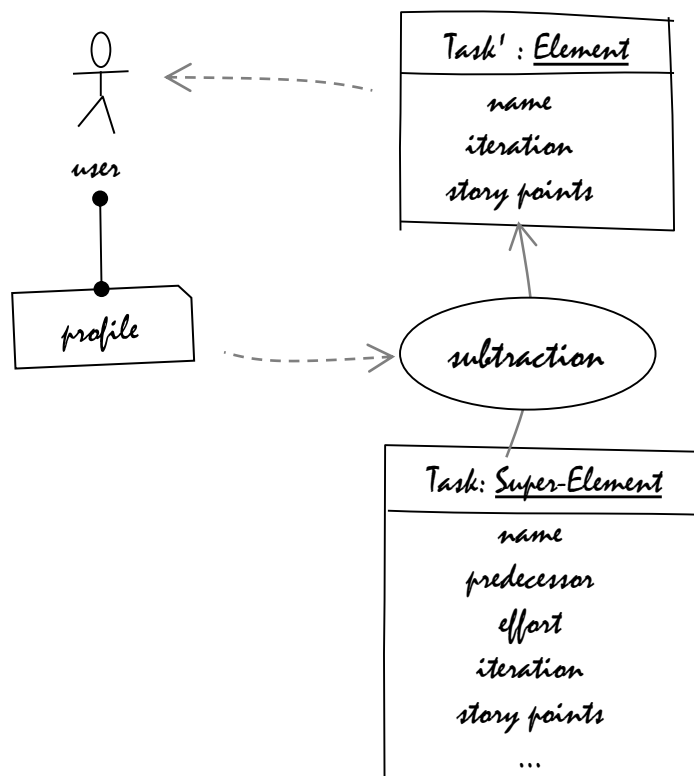 Task' : Element
name
iteration
story points
user
profile
subtraction
Task: Super-Element
name
predecessor
effort
iteration
story points
...